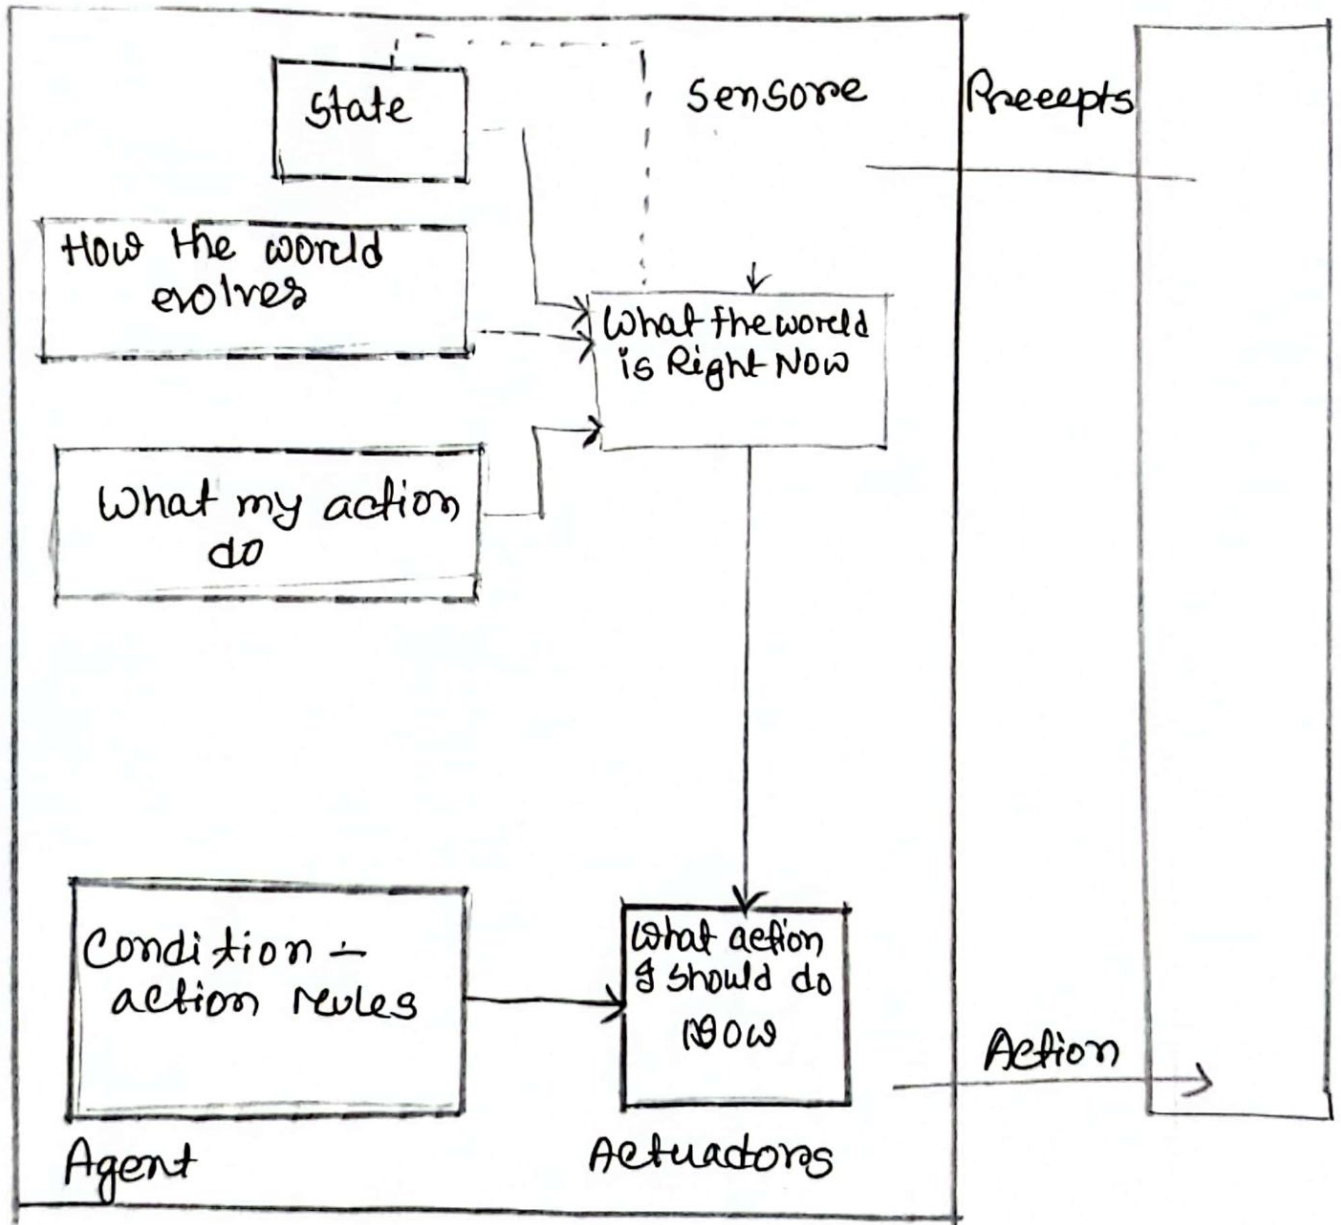 State
Sensore
Preeepts
How the world
evolves
What the world
is Right Now
What my action
do
Condition -
action rules
What action
I should do
Now
Action
Agent
Actuadors